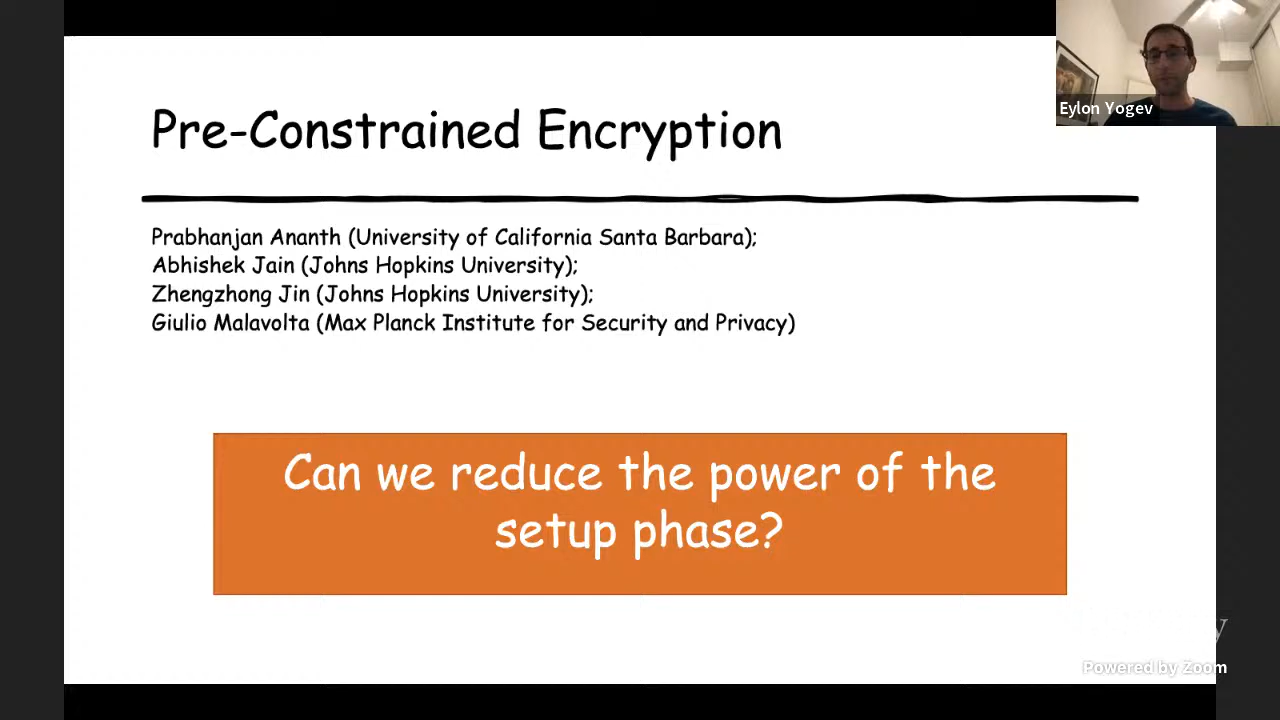 Eylon Yogev
Pre-Constrained Encryption
Prabhanjan Ananth (University of California Santa Barbara);
Abhishek Jain (Johns Hopkins University);
Zhengzhong Jin (Johns Hopkins University);
Giulio Malavolta (Max Planck Institute for Security and Privacy)
Can we reduce the power of the
setup phase?
Powered by Zoom